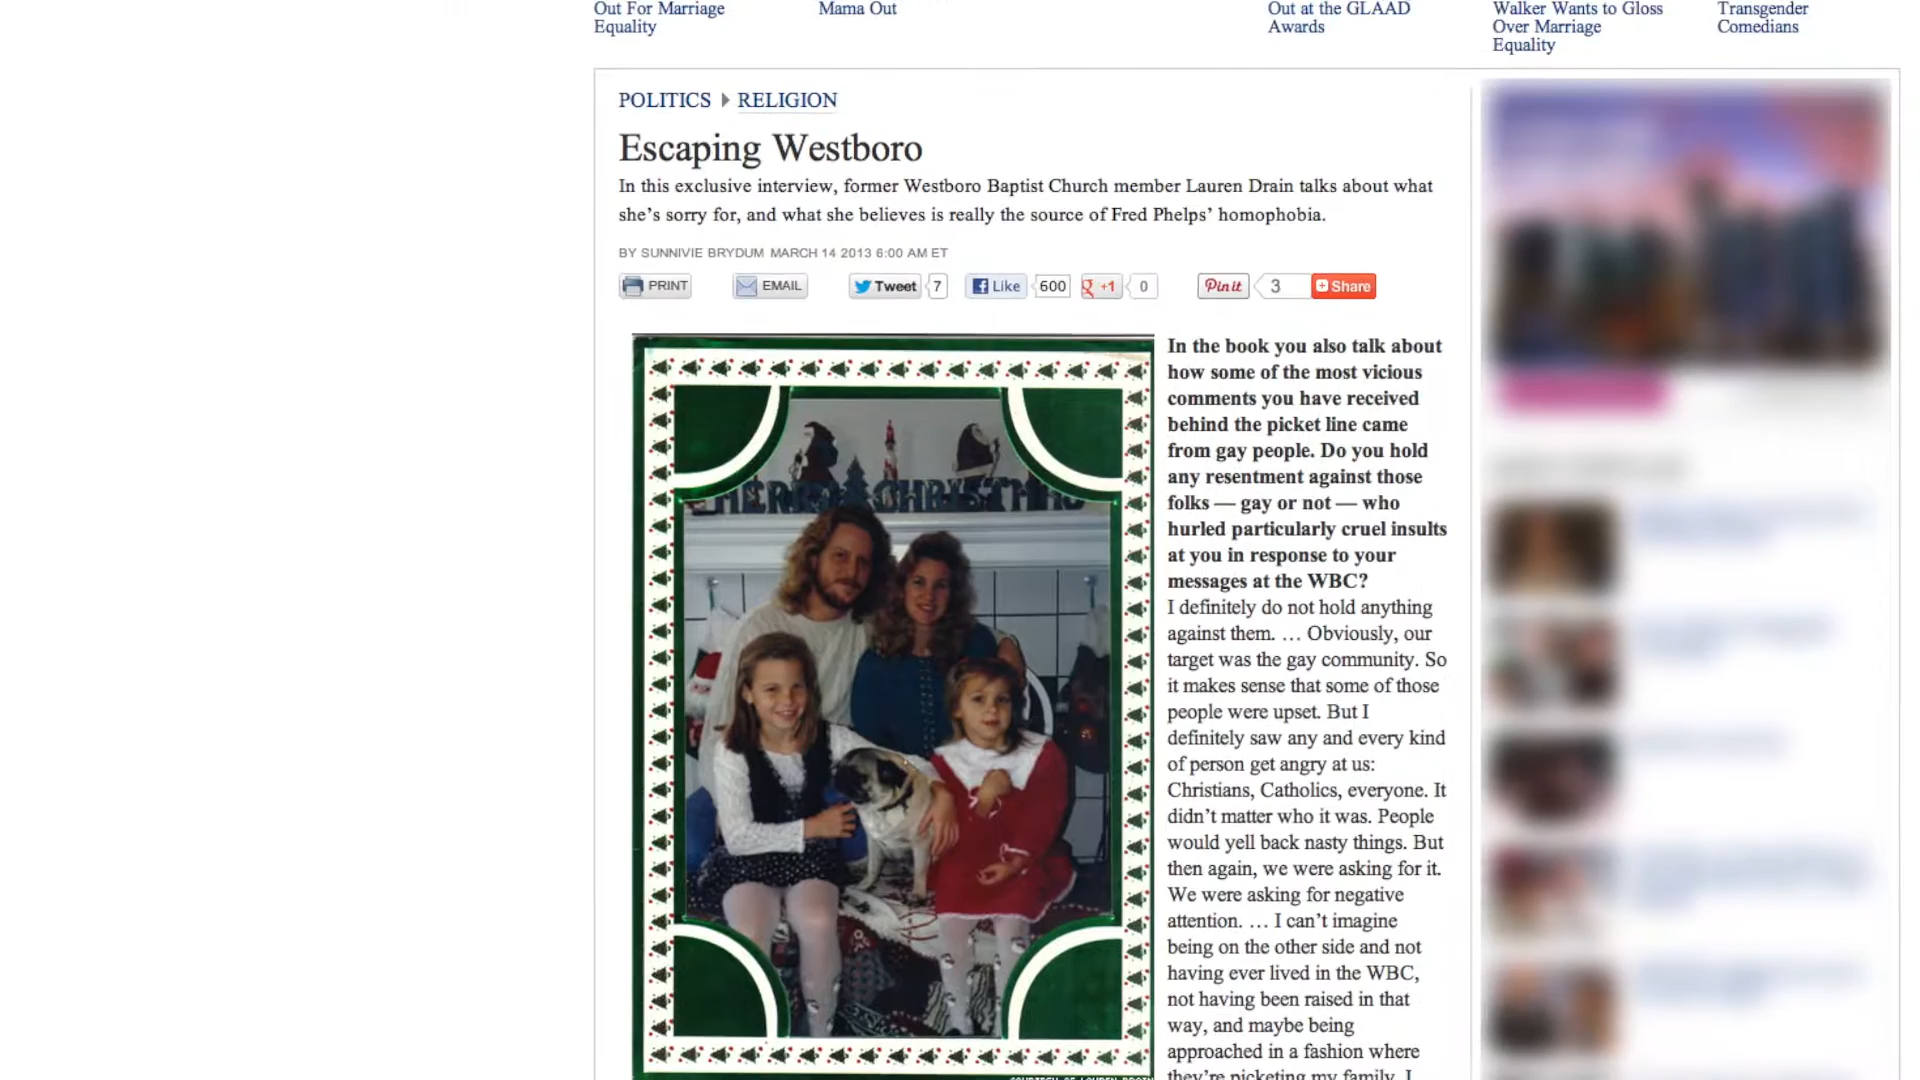 Out For Marriage
Equality
Mama Out
Out at the GLAAD
Awards
Walker Wants to Gloss
Over Marriage
Equality
Transgender
Comedians
POLITICS RELIGION
Escaping Westboro
In this exclusive interview, former Westboro Baptist Church member Lauren Drain talks about what
she’s sorry for, and what she believes is really the source of Fred Phelps’ homophobia.
BY SUNNIVIE BRYDUM MARCH 14 2013 6:00 AM ET
PRINT EMAIL Tweet 7 Like 600 +1 0 Pin it 3 Share
MERRY CHRISTMAS
In the book you also talk about
how some of the most vicious
comments you have received
behind the picket line came
from gay people. Do you hold
any resentment against those
folks — gay or not — who
hurled particularly cruel insults
at you in response to your
messages at the WBC?
I definitely do not hold anything
against them. … Obviously, our
target was the gay community. So
it makes sense that some of those
people were upset. But I
definitely saw any and every kind
of person get angry at us:
Christians, Catholics, everyone. It
didn’t matter who it was. People
would yell back nasty things. But
then again, we were asking for it.
We were asking for negative
attention. … I can’t imagine
being on the other side and not
having ever lived in the WBC,
not having been raised in that
way, and maybe being
approached in a fashion where
they’re picketing my family. I
COURTESY OF LAUREN DRAIN